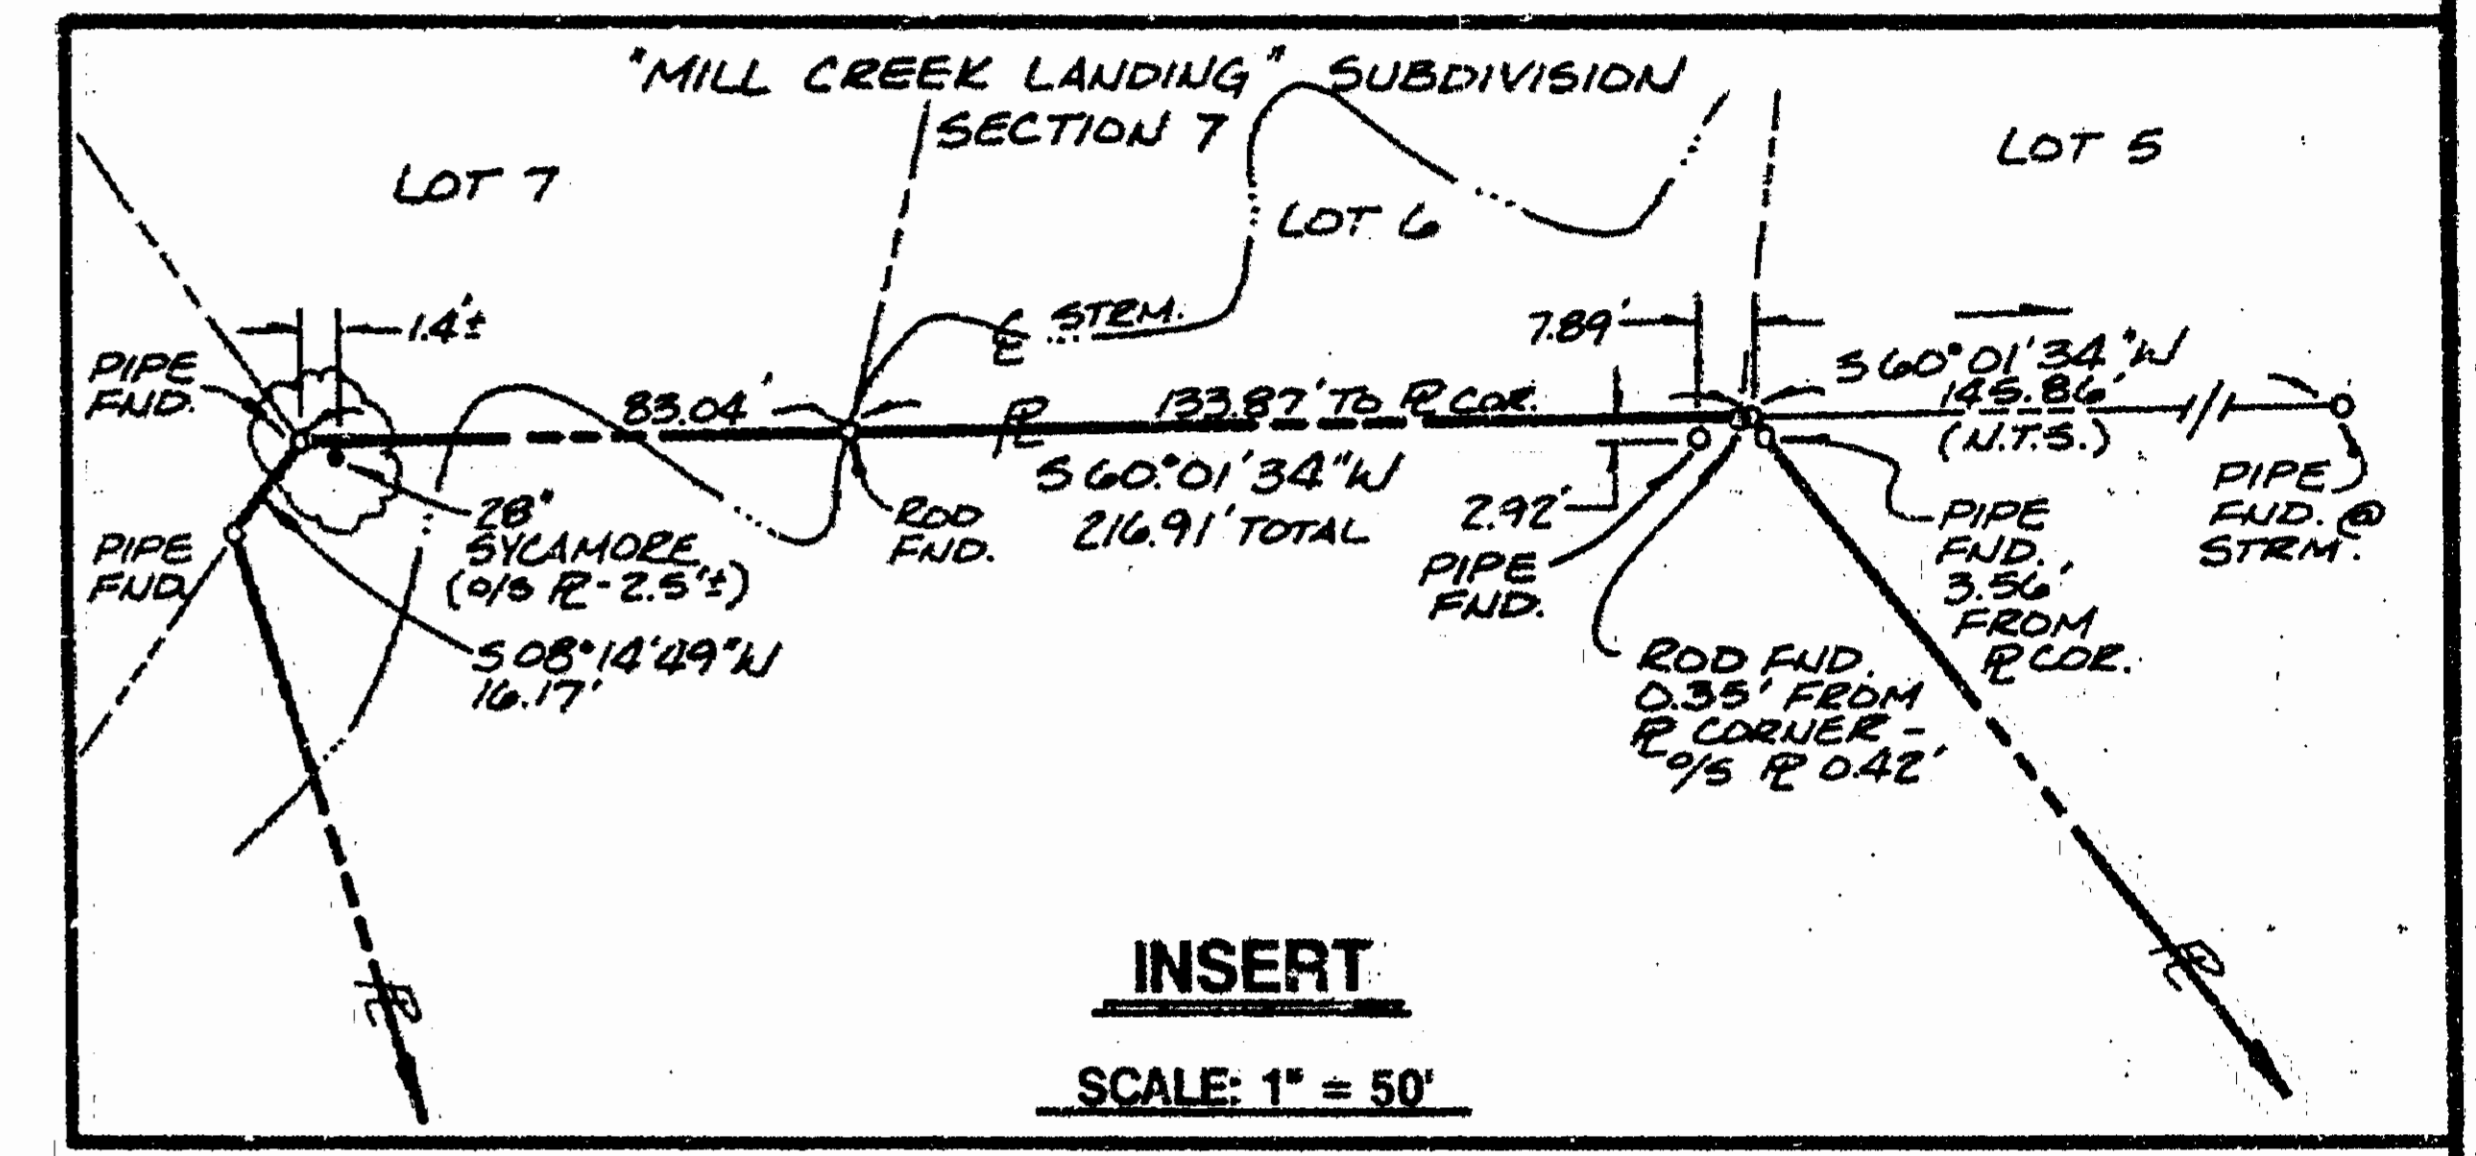 "MILL CREEK LANDING" SUBDIVISION
SECTION 7
LOT 7
LOT 6
LOT 5
1.4'±
PIPE
FND.
83.04'
℄ STRM.
133.87' TO ⅊ COR.
7.89'
S 60°01'34"W
145.86'
(N.T.S.)
⅊
S 60°01'34"W
216.91' TOTAL
28"
SYCAMORE
(O/S ⅊-2.5'±)
ROD
FND.
2.92'
PIPE
FND.
PIPE
FND.
3.56'
FROM
⅊ COR.
PIPE
FND. @
STRM.
PIPE
FND.
S 08°14'49"W
16.17'
ROD FND.
0.35' FROM
⅊ CORNER -
O/S ⅊ 0.42'
⅊
⅊
INSERT
SCALE: 1" = 50'